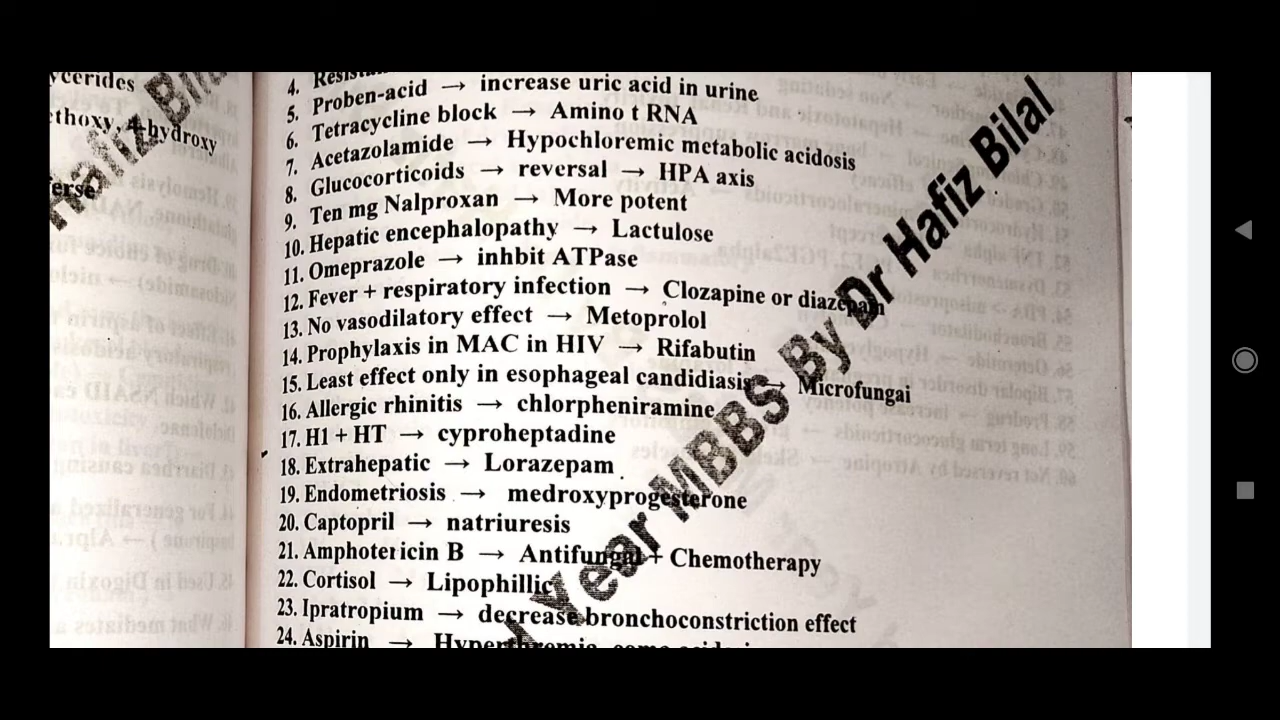 ycerides
ethoxy, 4 hydroxy
erse
4.
5. Proben-acid → increase uric acid in urine
6. Tetracycline block → Amino t RNA
7. Acetazolamide → Hypochloremic metabolic acidosis
8. Glucocorticoids → reversal → HPA axis
9. Ten mg Nalproxan → More potent
10. Hepatic encephalopathy → Lactulose
11. Omeprazole → inhbit ATPase
12. Fever + respiratory infection → Clozapine or diazepam
13. No vasodilatory effect → Metoprolol
14. Prophylaxis in MAC in HIV → Rifabutin
15. Least effect only in esophageal candidiasis → Microfungai
16. Allergic rhinitis → chlorpheniramine
17. H1 + HT → cyproheptadine
18. Extrahepatic → Lorazepam
19. Endometriosis → medroxyprogesterone
20. Captopril → natriuresis
21. Amphotericin B → Antifungal + Chemotherapy
22. Cortisol → Lipophillic
23. Ipratropium → decrease bronchoconstriction effect
24. Aspirin →
Year MBBS By Dr Hafiz Bilal
Hafiz Bilal